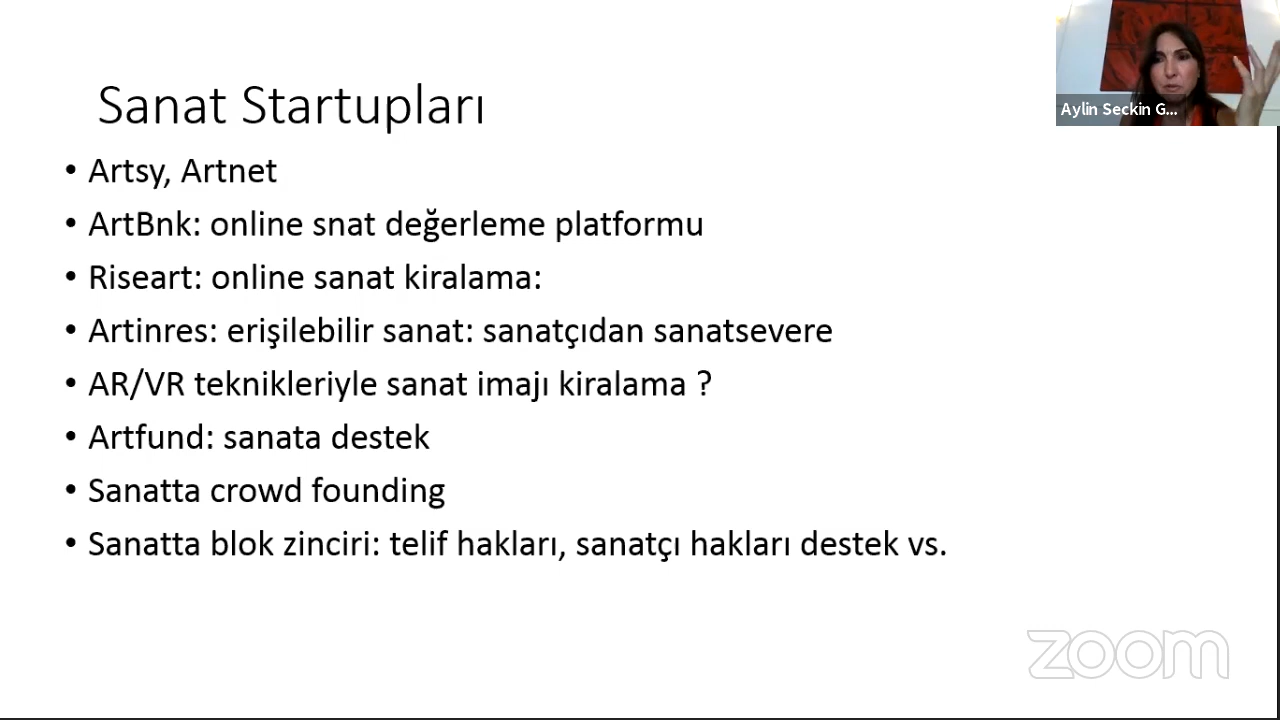 Sanat Startupları
• Artsy, Artnet
• ArtBnk: online snat değerleme platformu
• Riseart: online sanat kiralama:
• Artinres: erişilebilir sanat: sanatçıdan sanatsevere
• AR/VR teknikleriyle sanat imajı kiralama ?
• Artfund: sanata destek
• Sanatta crowd founding
• Sanatta blok zinciri: telif hakları, sanatçı hakları destek vs.
Aylin Seckin G...
zoom